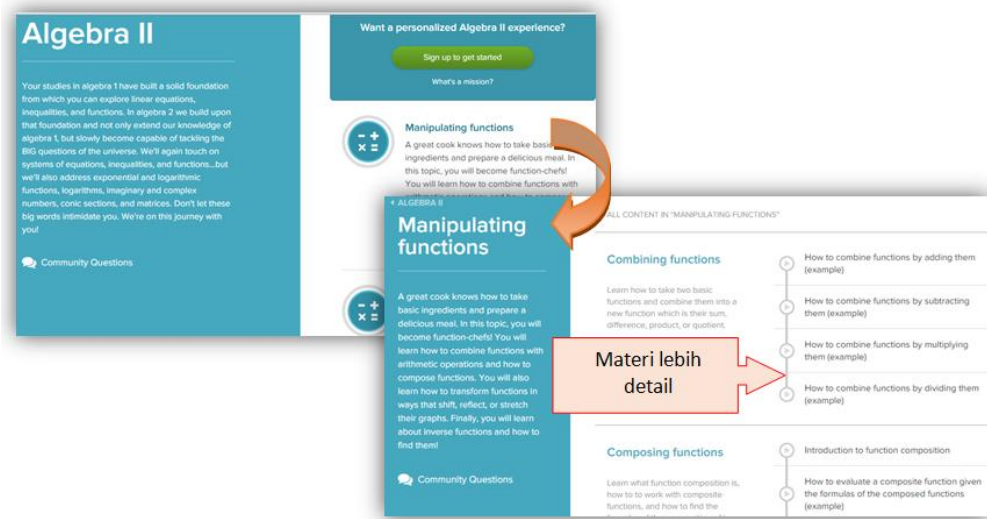 Algebra II
Your studies in algebra 1 have built a solid foundation
from which you can explore linear equations,
inequalities, and functions. In algebra 2 we build upon
that foundation and not only extend our knowledge of
algebra 1, but slowly become capable of tackling the
BIG questions of the universe. We'll again touch on
systems of equations, inequalities, and functions...but
we'll also address exponential and logarithmic
functions, logarithms, imaginary and complex
numbers, conic sections, and matrices. Don't let these
big words intimidate you. We're on this journey with
you!
Community Questions
Want a personalized Algebra II experience?
Sign up to get started
What's a mission?
Manipulating functions
A great cook knows how to take basic
ingredients and prepare a delicious meal. In
this topic, you will become function-chefs!
You will learn how to combine functions with
ALGEBRA II
Manipulating
functions
A great cook knows how to take
basic ingredients and prepare a
delicious meal. In this topic, you will
become function-chefs! You will
learn how to combine functions with
arithmetic operations and how to
compose functions. You will also
learn how to transform functions in
ways that shift, reflect, or stretch
their graphs. Finally, you will learn
about inverse functions and how to
find them!
Community Questions
ALL CONTENT IN "MANIPULATING FUNCTIONS"
Combining functions
Learn how to take two basic
functions and combine them into a
new function which is their sum,
difference, product, or quotient.
How to combine functions by adding them
(example)
How to combine functions by subtracting
them (example)
How to combine functions by multiplying
them (example)
How to combine functions by dividing them
(example)
Materi lebih
detail
Composing functions
Learn what function composition is,
how to to work with composite
functions, and how to find the
Introduction to function composition
How to evaluate a composite function given
the formulas of the composed functions
(example)